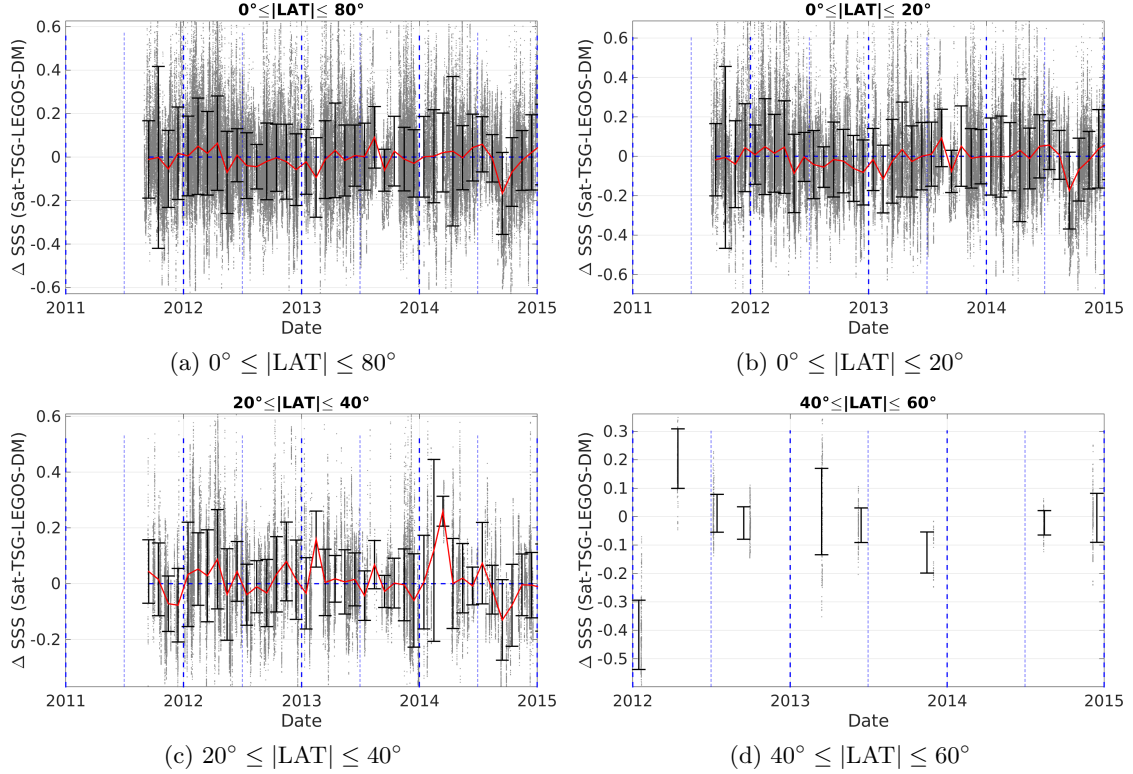 0°≤|LAT|≤ 80°
Δ SSS (Sat-TSG-LEGOS-DM)
0.6
0.4
0.2
0
-0.2
-0.4
-0.6
2011 2012 2013 2014 2015
Date
(a) 0° ≤ |LAT| ≤ 80°
0°≤|LAT|≤ 20°
Δ SSS (Sat-TSG-LEGOS-DM)
0.6
0.4
0.2
0
-0.2
-0.4
-0.6
2011 2012 2013 2014 2015
Date
(b) 0° ≤ |LAT| ≤ 20°
20°≤|LAT|≤ 40°
Δ SSS (Sat-TSG-LEGOS-DM)
0.6
0.4
0.2
0
-0.2
2011 2012 2013 2014 2015
Date
(c) 20° ≤ |LAT| ≤ 40°
40°≤|LAT|≤ 60°
Δ SSS (Sat-TSG-LEGOS-DM)
0.3
0.2
0.1
0
-0.1
-0.2
-0.3
-0.4
-0.5
2012 2013 2014 2015
Date
(d) 40° ≤ |LAT| ≤ 60°